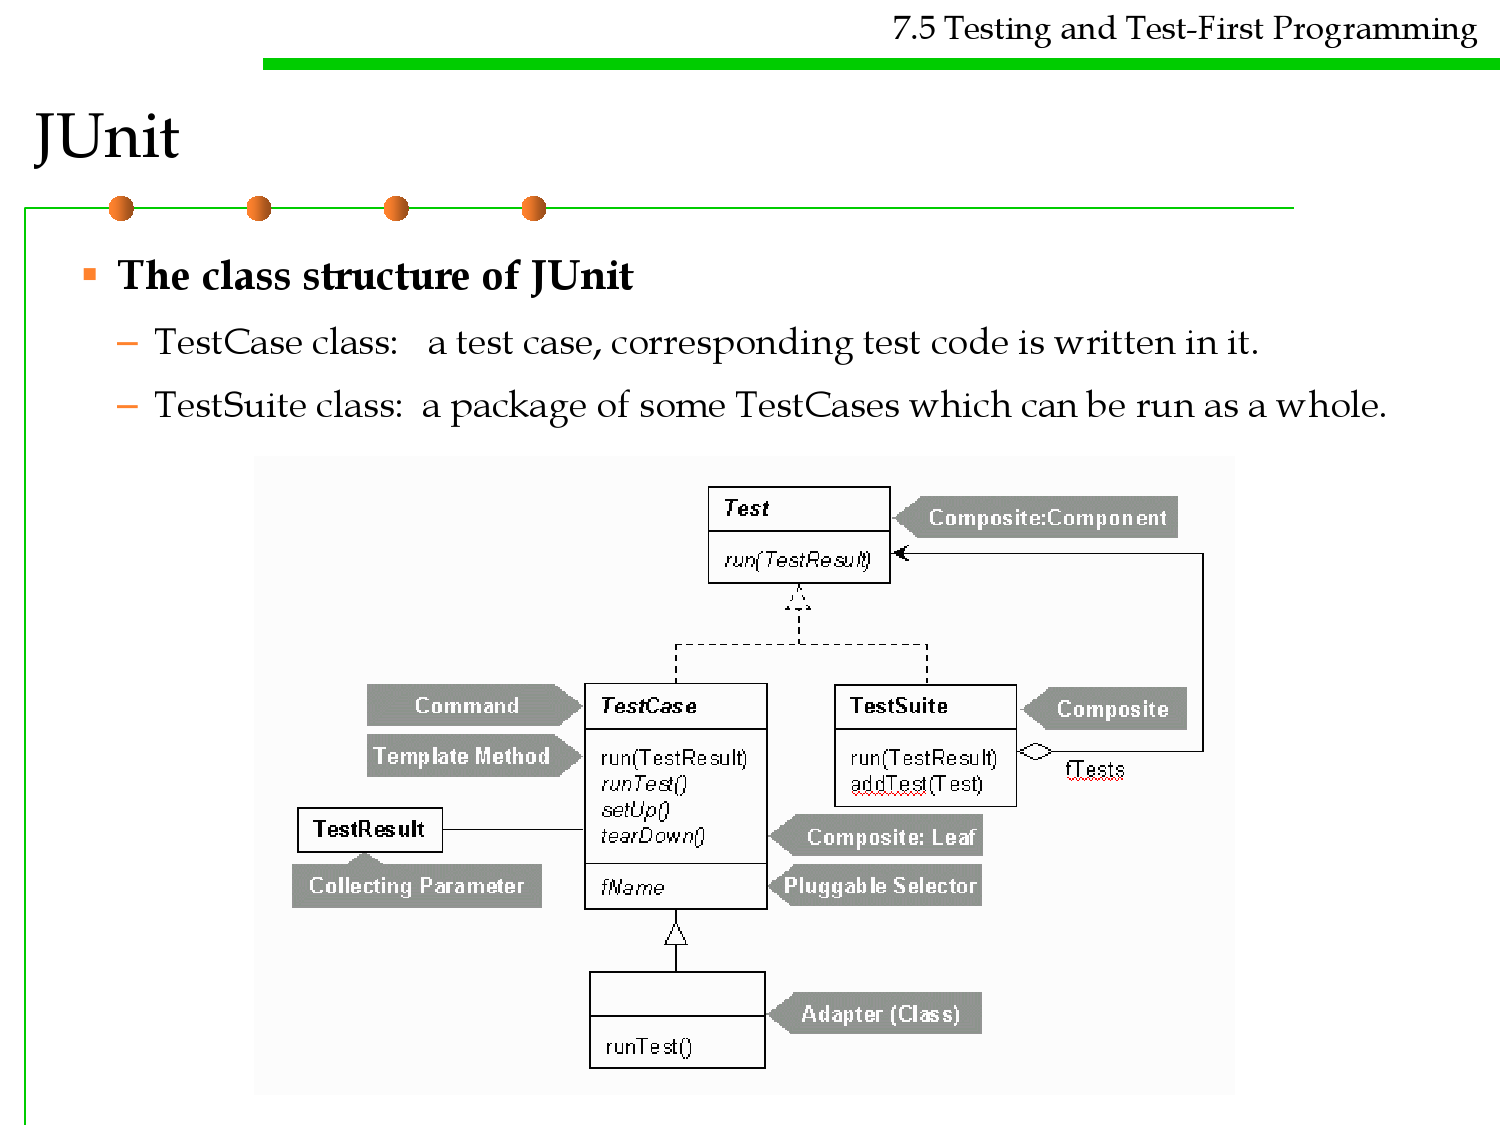 7.5 Testing and Test-First Programming
JUnit
▪ The class structure of JUnit
– TestCase class: a test case, corresponding test code is written in it.
– TestSuite class: a package of some TestCases which can be run as a whole.
Test
Composite:Component
run(TestResult)
Command
TestCase
TestSuite
Composite
Template Method
run(TestResult)
runTest()
setUp()
tearDown()
run(TestResult)
addTest(Test)
fTests
TestResult
Composite: Leaf
Collecting Parameter
fName
Pluggable Selector
Adapter (Class)
runTest()